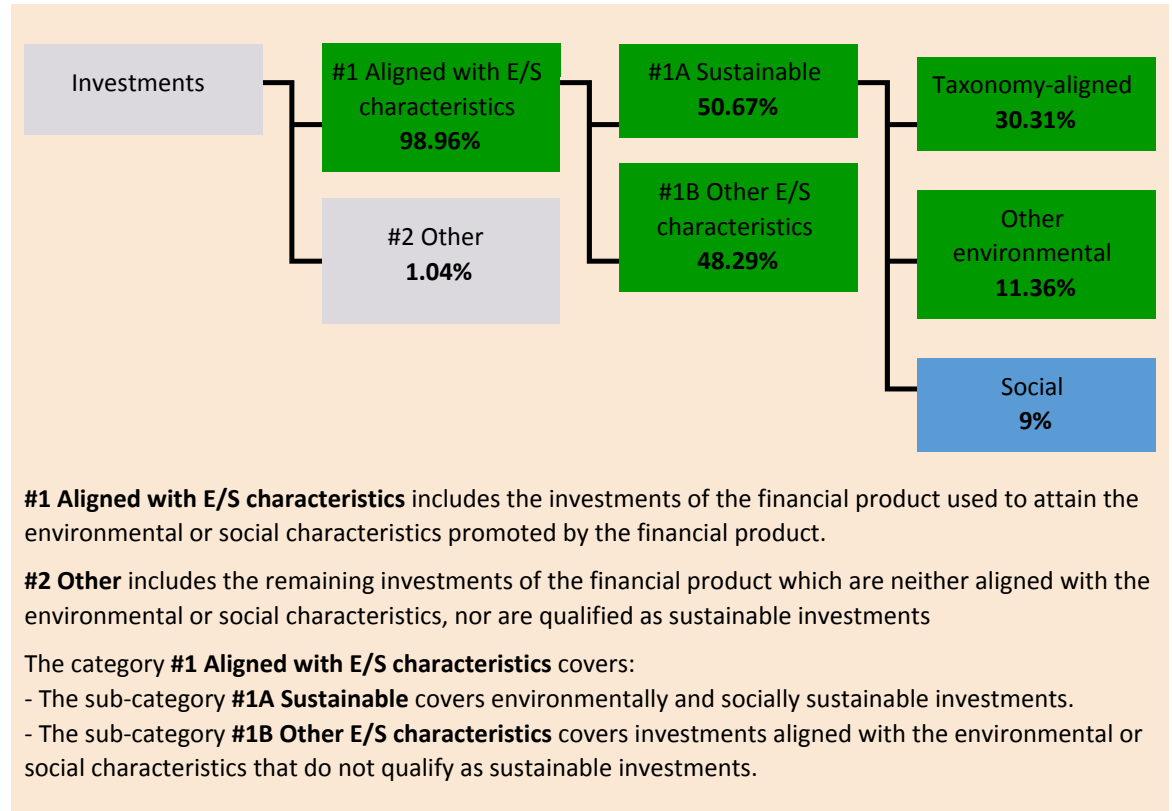 Investments
#1 Aligned with E/S
characteristics
98.96%
#2 Other
1.04%
#1A Sustainable
50.67%
#1B Other E/S
characteristics
48.29%
Taxonomy-aligned
30.31%
Other
environmental
11.36%
Social
9%
#1 Aligned with E/S characteristics includes the investments of the financial product used to attain the
environmental or social characteristics promoted by the financial product.
#2 Other includes the remaining investments of the financial product which are neither aligned with the
environmental or social characteristics, nor are qualified as sustainable investments
The category #1 Aligned with E/S characteristics covers:
- The sub-category #1A Sustainable covers environmentally and socially sustainable investments.
- The sub-category #1B Other E/S characteristics covers investments aligned with the environmental or
social characteristics that do not qualify as sustainable investments.